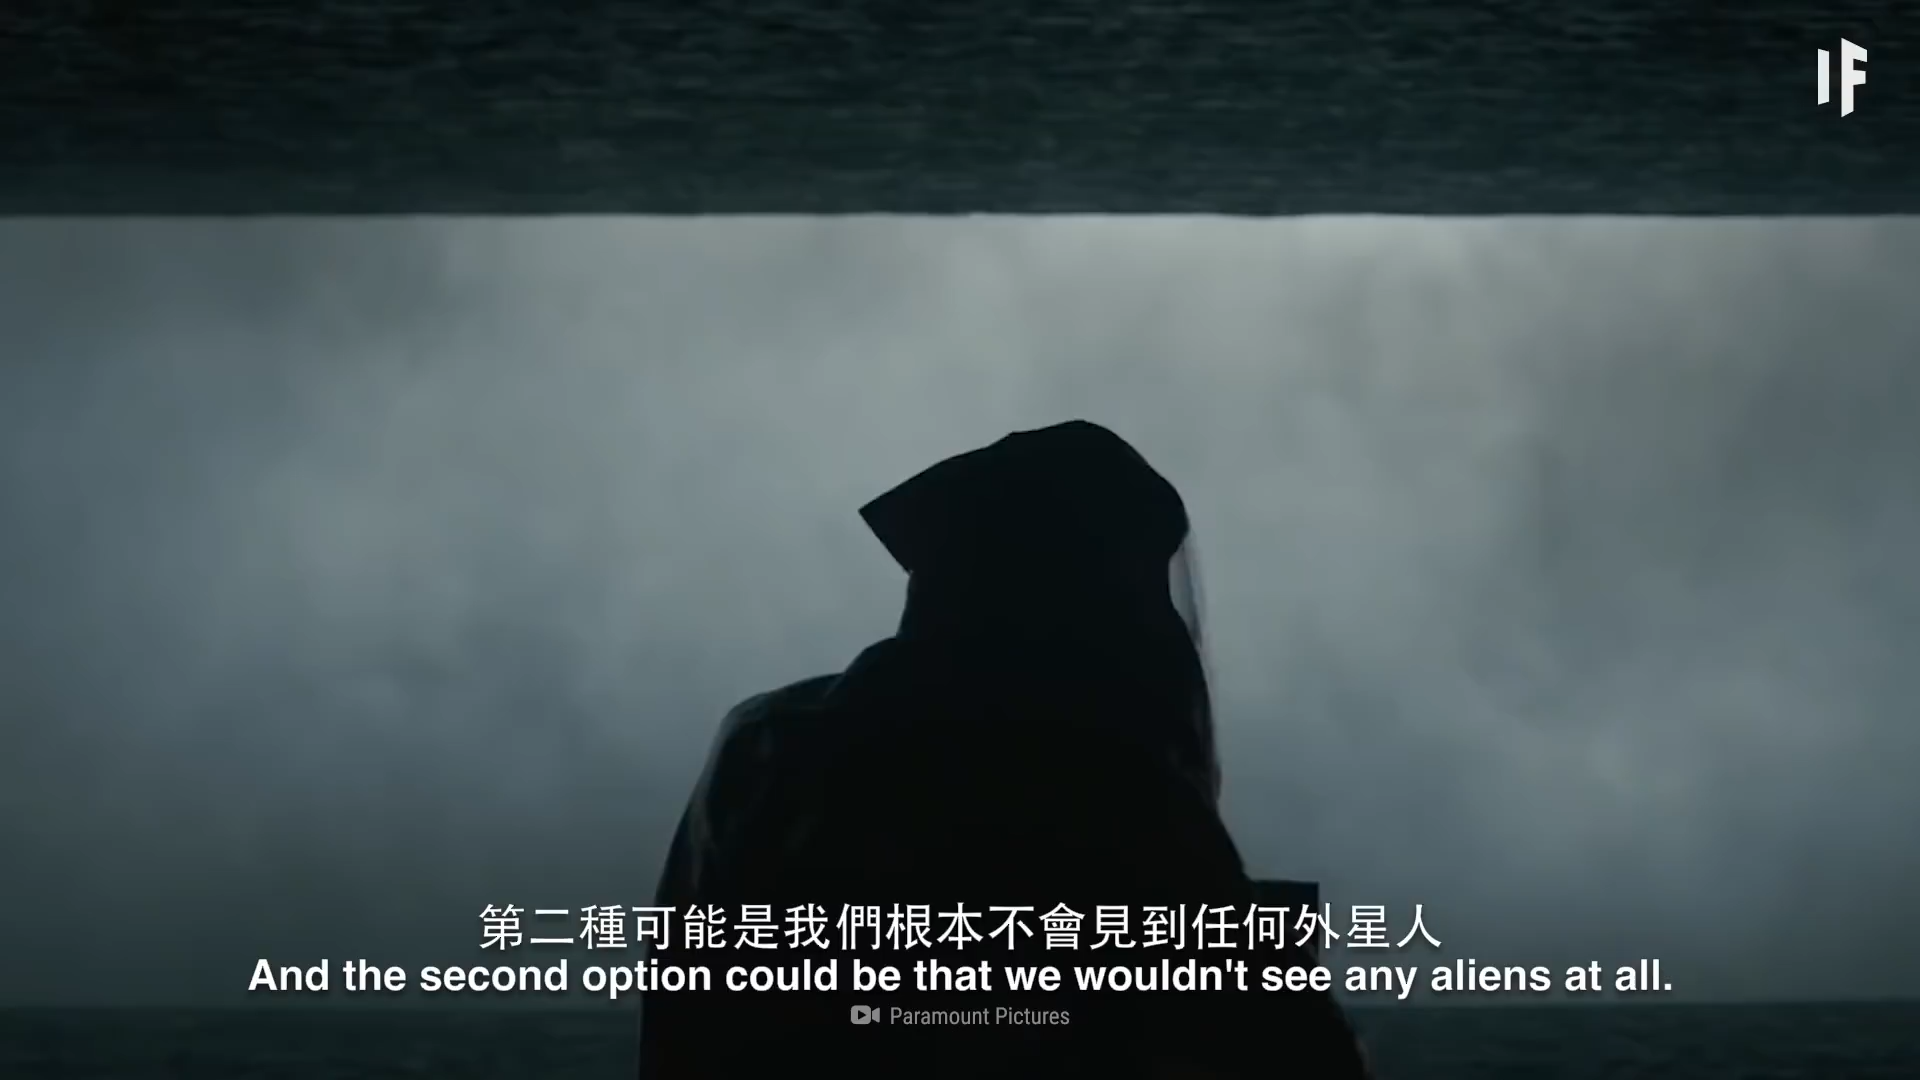 IF
第二種可能是我們根本不會見到任何外星人
And the second option could be that we wouldn't see any aliens at all.
Paramount Pictures